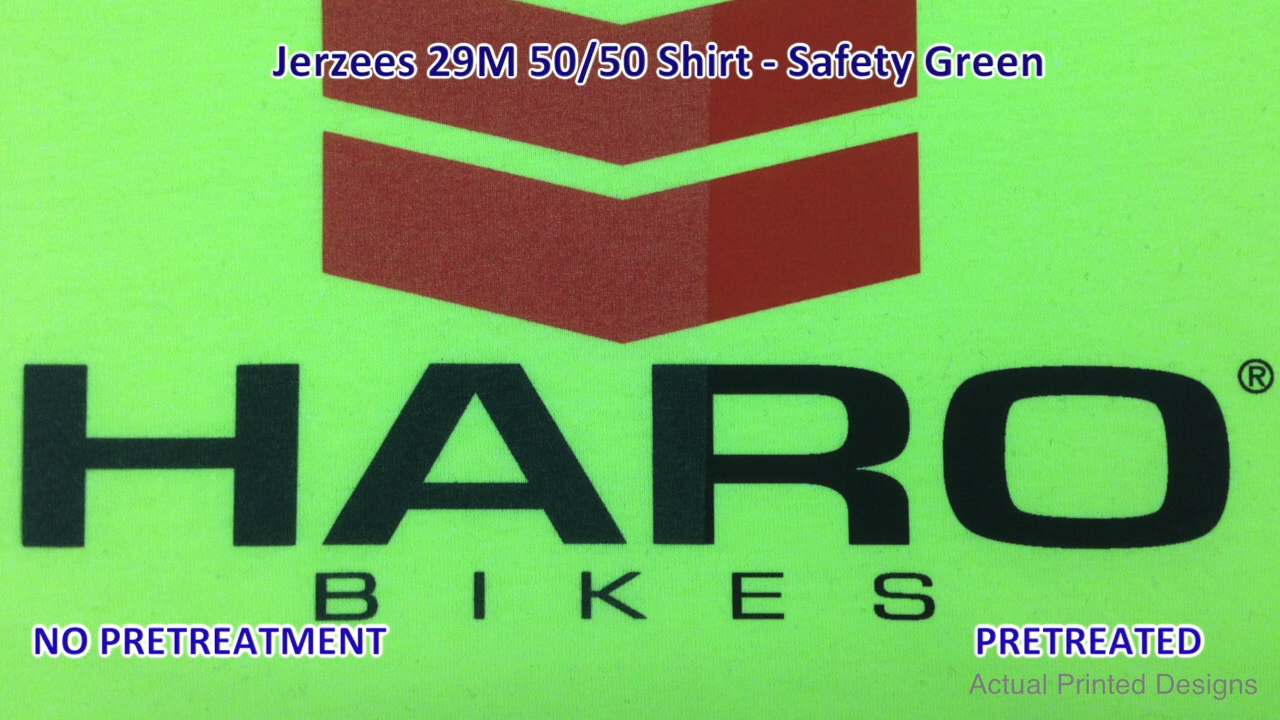 Jerzees 29M 50/50 Shirt - Safety Green
HARO®
BIKES
NO PRETREATMENT
PRETREATED
Actual Printed Designs